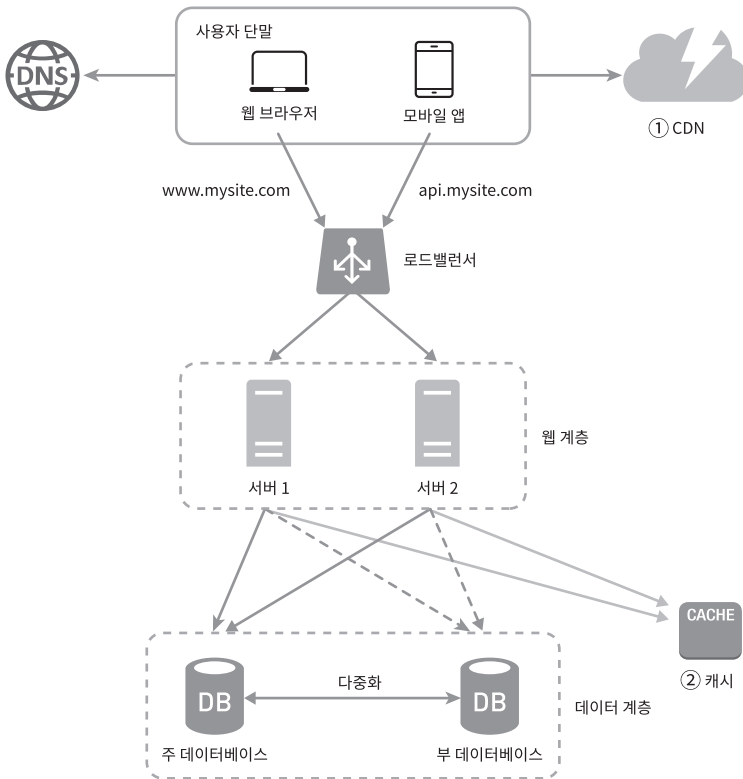 사용자 단말
DNS
웹 브라우저
모바일 앱
① CDN
www.mysite.com
api.mysite.com
로드밸런서
웹 계층
서버 1
서버 2
CACHE
② 캐시
다중화
DB
DB
데이터 계층
주 데이터베이스
부 데이터베이스